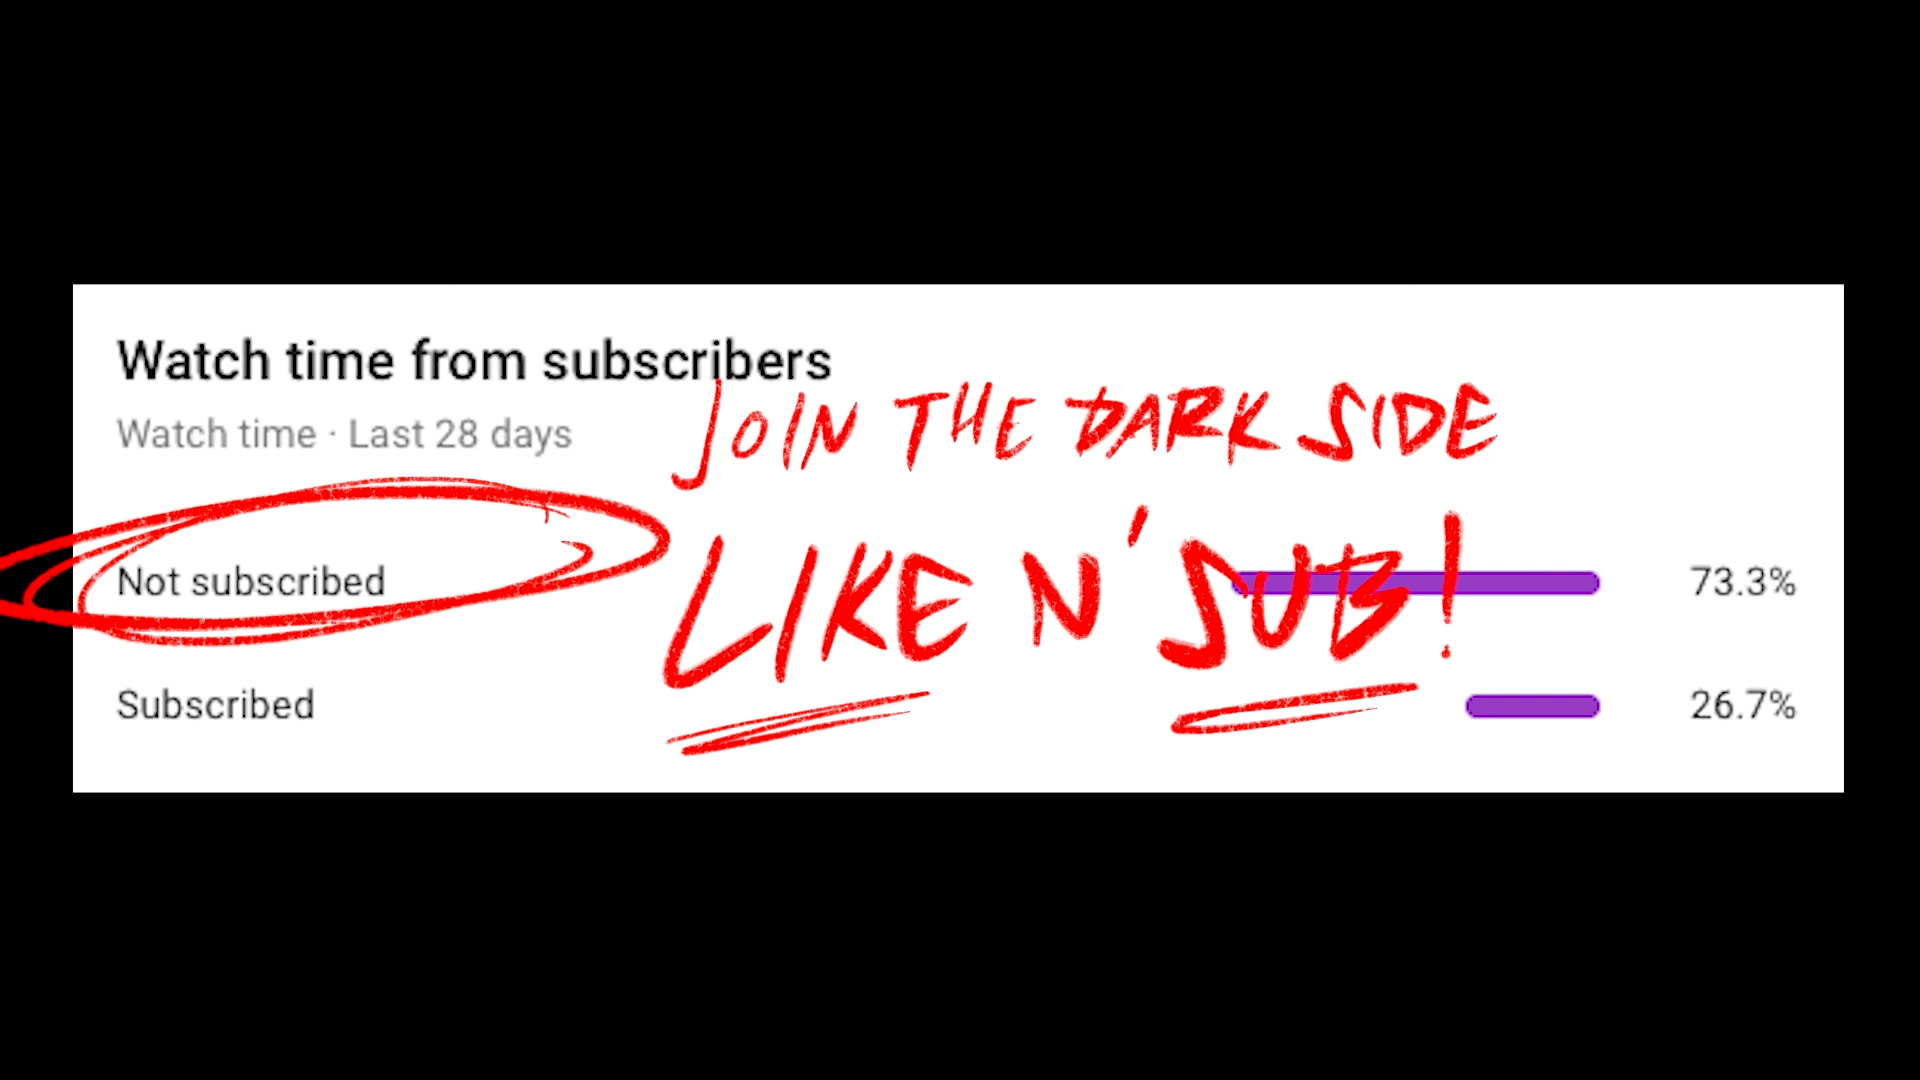 Watch time from subscribers
Watch time · Last 28 days
JOIN THE DARK SIDE
LIKE N' SUB!
Not subscribed 73.3%
Subscribed 26.7%